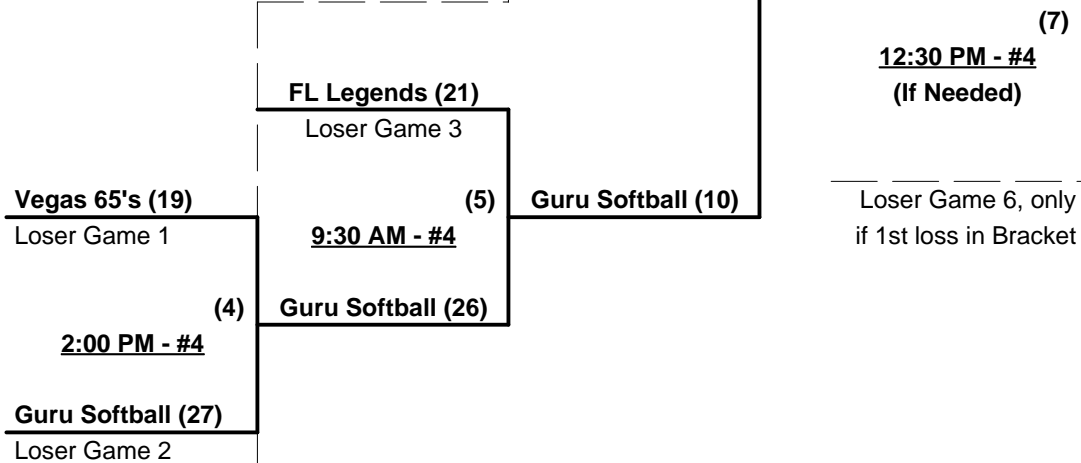 (7)
12:30 PM - #4
(If Needed)
FL Legends (21)
Loser Game 3
Vegas 65's (19)
(5)
Guru Softball (10)
Loser Game 6, only
Loser Game 1
9:30 AM - #4
if 1st loss in Bracket
(4)
Guru Softball (26)
2:00 PM - #4
Guru Softball (27)
Loser Game 2